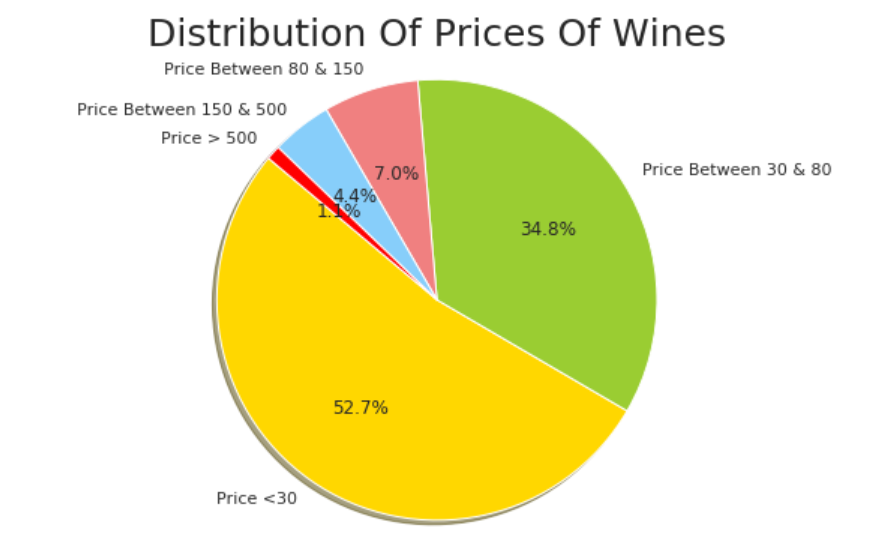 Distribution Of Prices Of Wines
Price Between 80 & 150
Price Between 150 & 500
Price > 500
Price Between 30 & 80
7.0%
4.4%
1.1%
34.8%
52.7%
Price <30